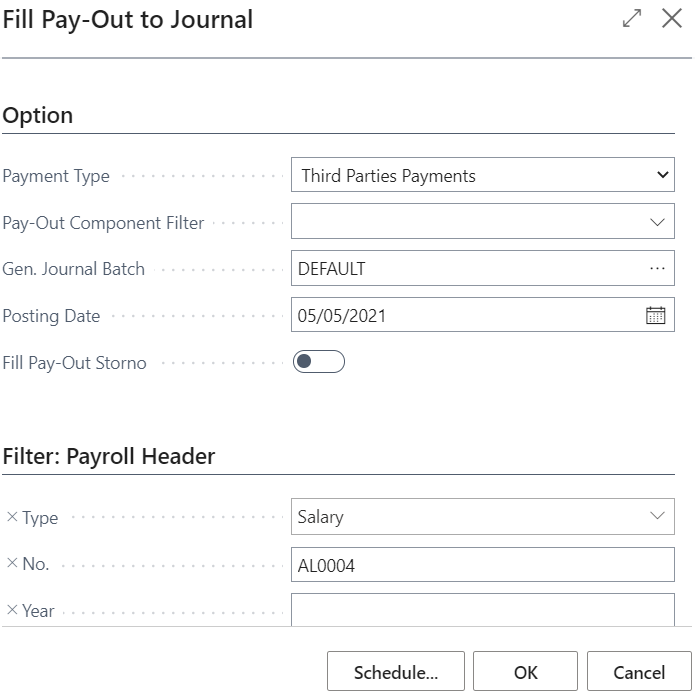 Fill Pay-Out to Journal
Option
Payment Type Third Parties Payments
Pay-Out Component Filter
Gen. Journal Batch DEFAULT ...
Posting Date 05/05/2021
Fill Pay-Out Storno
Filter: Payroll Header
× Type Salary
× No. AL0004
× Year
Schedule... OK Cancel